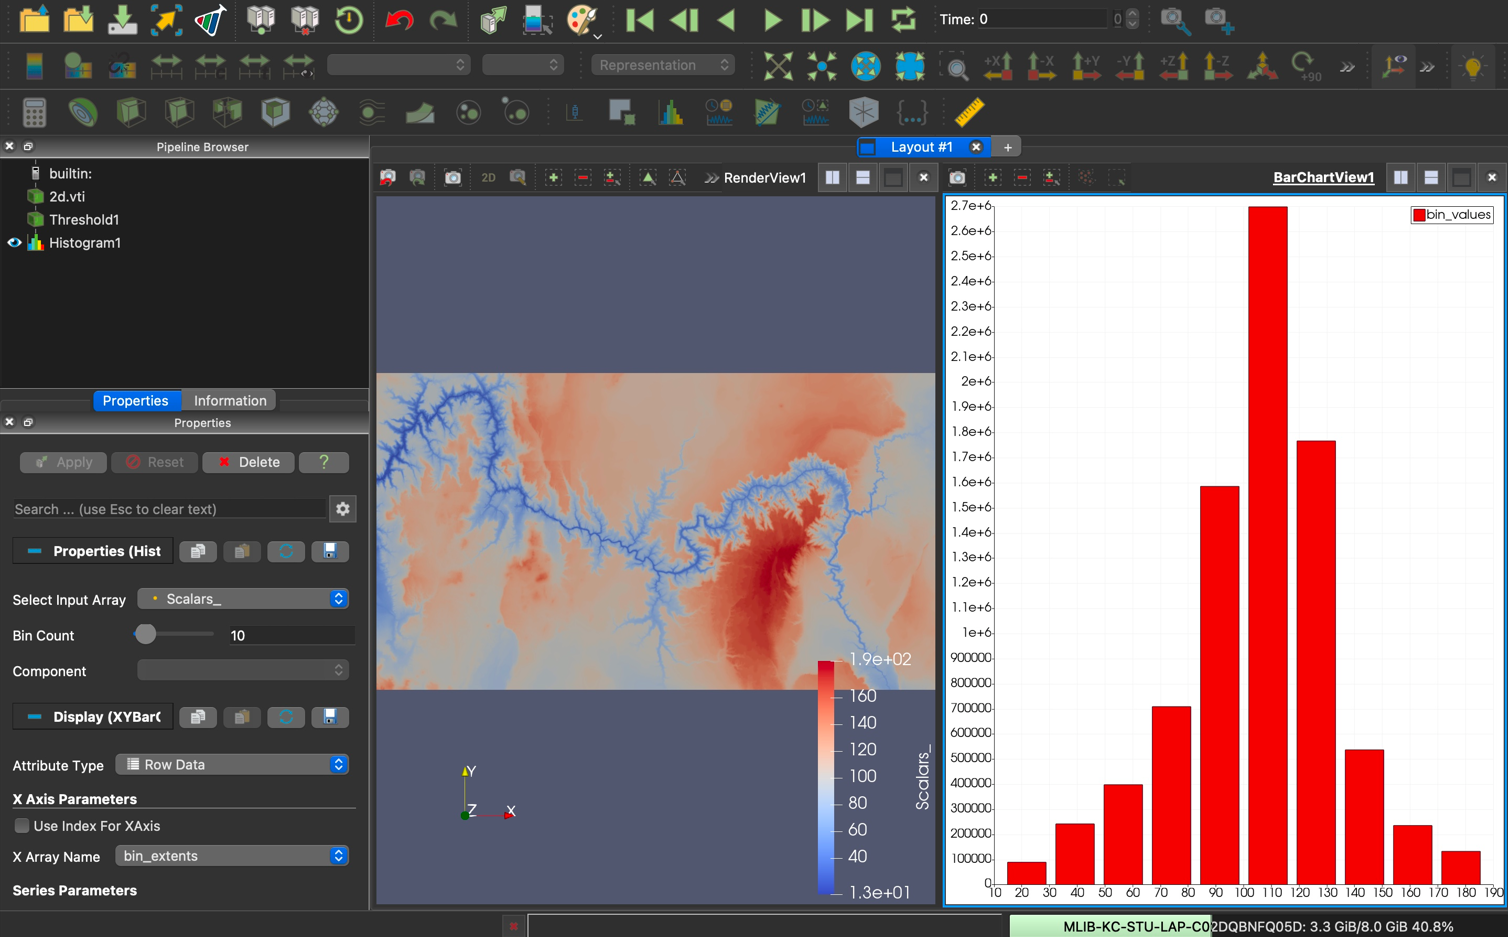 Time: 0
0
Representation
+X
-X
+Y
-Y
+Z
-Z
+90
Pipeline Browser
Layout #1
+
builtin:
2d.vti
Threshold1
Histogram1
2D
RenderView1
BarChartView1
Properties
Information
Properties
Apply
Reset
Delete
?
Search ... (use Esc to clear text)
Properties (Hist
Select Input Array
Scalars_
Bin Count
10
Component
Display (XYBar(
Attribute Type
Row Data
X Axis Parameters
Use Index For XAxis
X Array Name
bin_extents
Series Parameters
1.9e+02
160
140
120
100
80
60
40
1.3e+01
Scalars_
Y
Z
X
bin_values
2.7e+6
2.6e+6
2.5e+6
2.4e+6
2.3e+6
2.2e+6
2.1e+6
2e+6
1.9e+6
1.8e+6
1.7e+6
1.6e+6
1.5e+6
1.4e+6
1.3e+6
1.2e+6
1.1e+6
1e+6
900000
800000
700000
600000
500000
400000
300000
200000
100000
0
10 20 30 40 50 60 70 80 90 100 110 120 130 140 150 160 170 180 190
MLIB-KC-STU-LAP-C02DQBNFQ05D: 3.3 GiB/8.0 GiB 40.8%